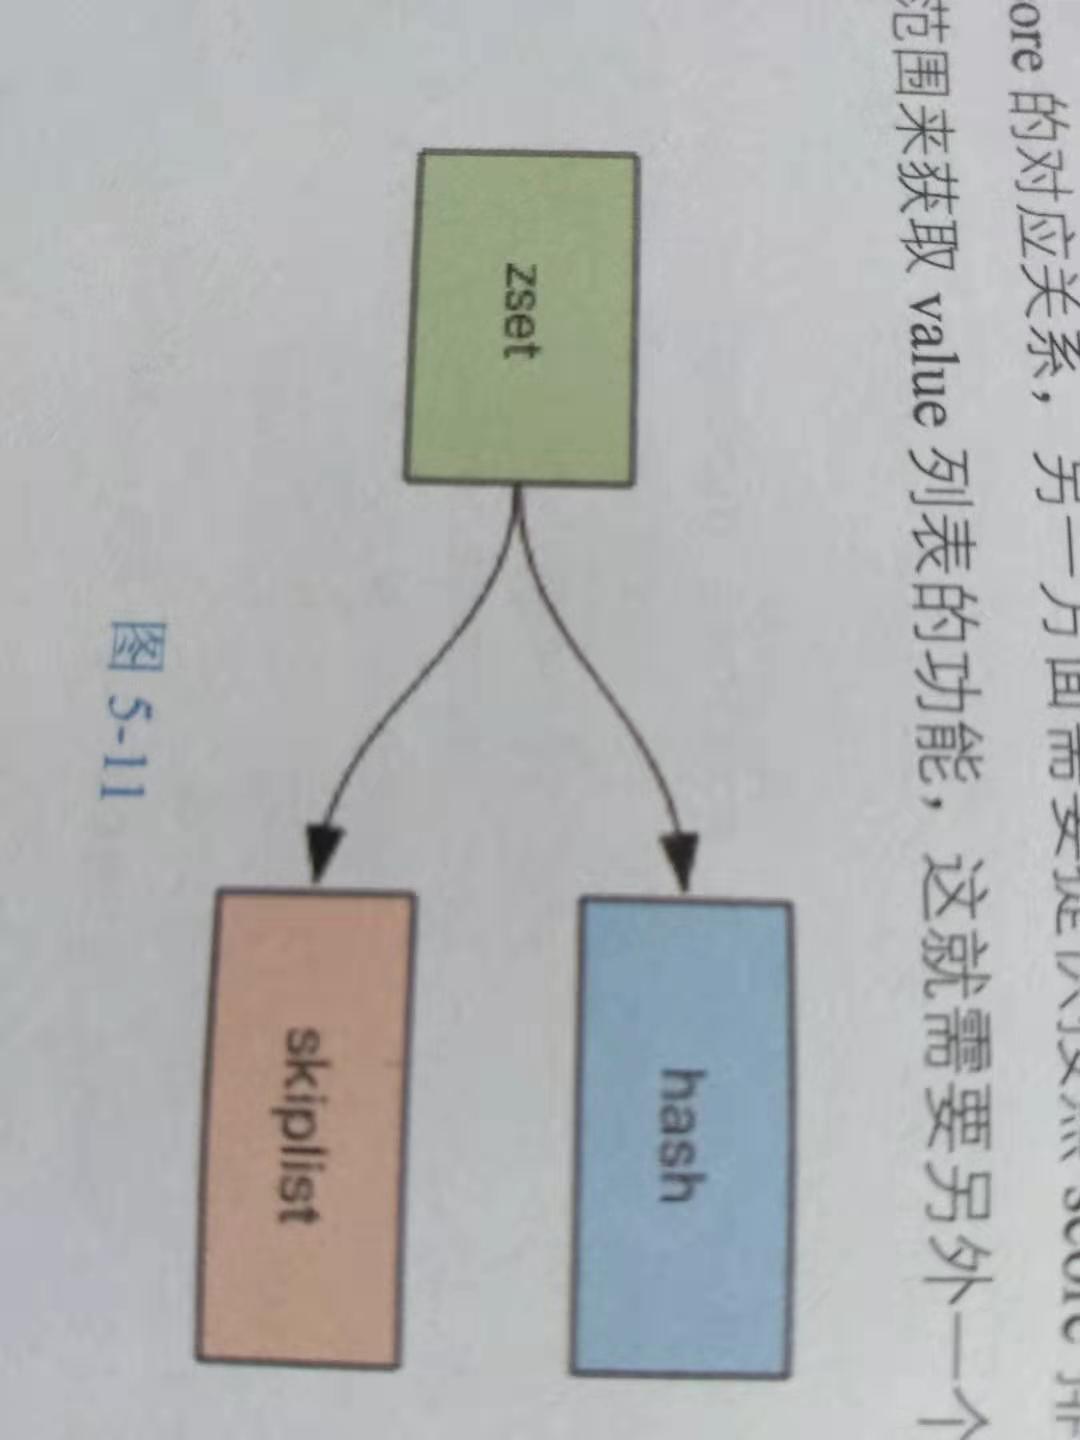 ore 的对应关系，另一方面需要提供按照 score 排
范围来获取 value 列表的功能，这就需要另外一个
zset
hash
skiplist
图 5-11